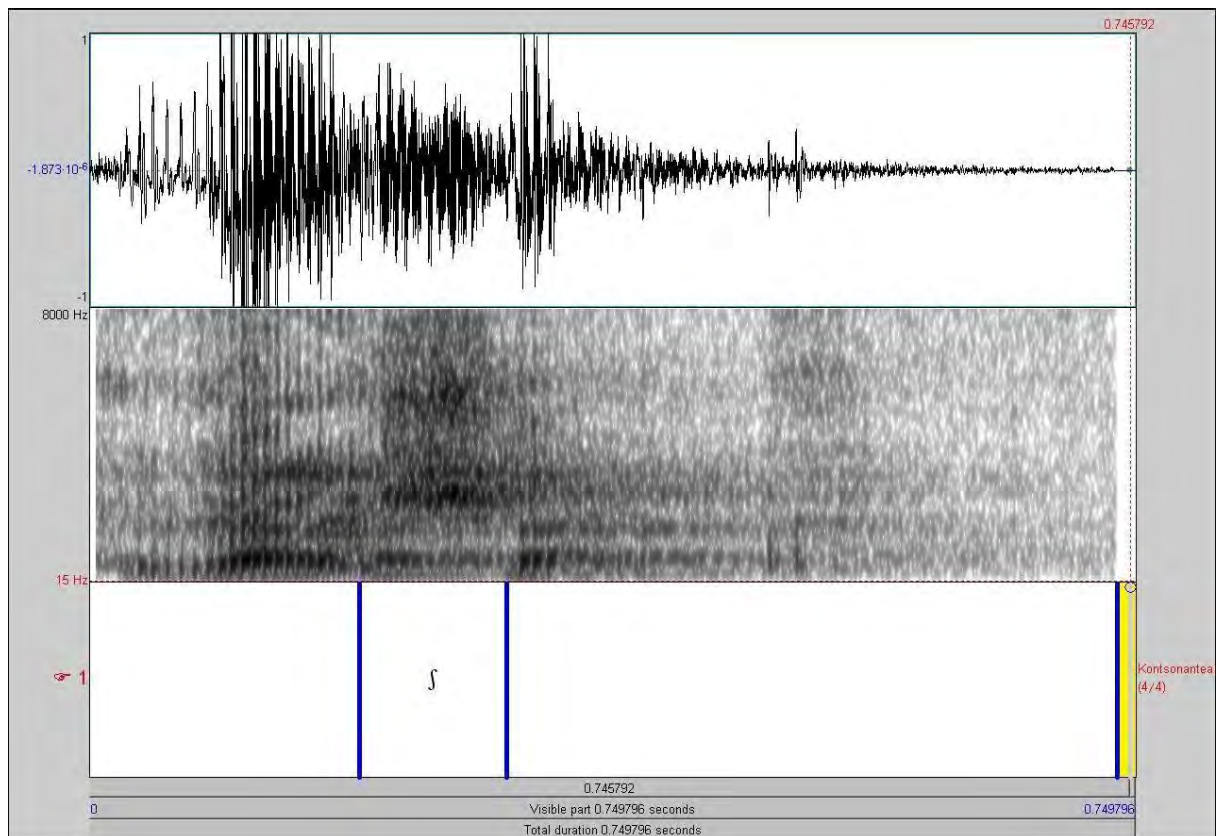 0.745792
1
-1.873·10-6
-1
8000 Hz
15 Hz
ʃ
☞ 1
Kontsonantea
(4/4)
0.745792
0 Visible part 0.749796 seconds 0.749796
Total duration 0.749796 seconds